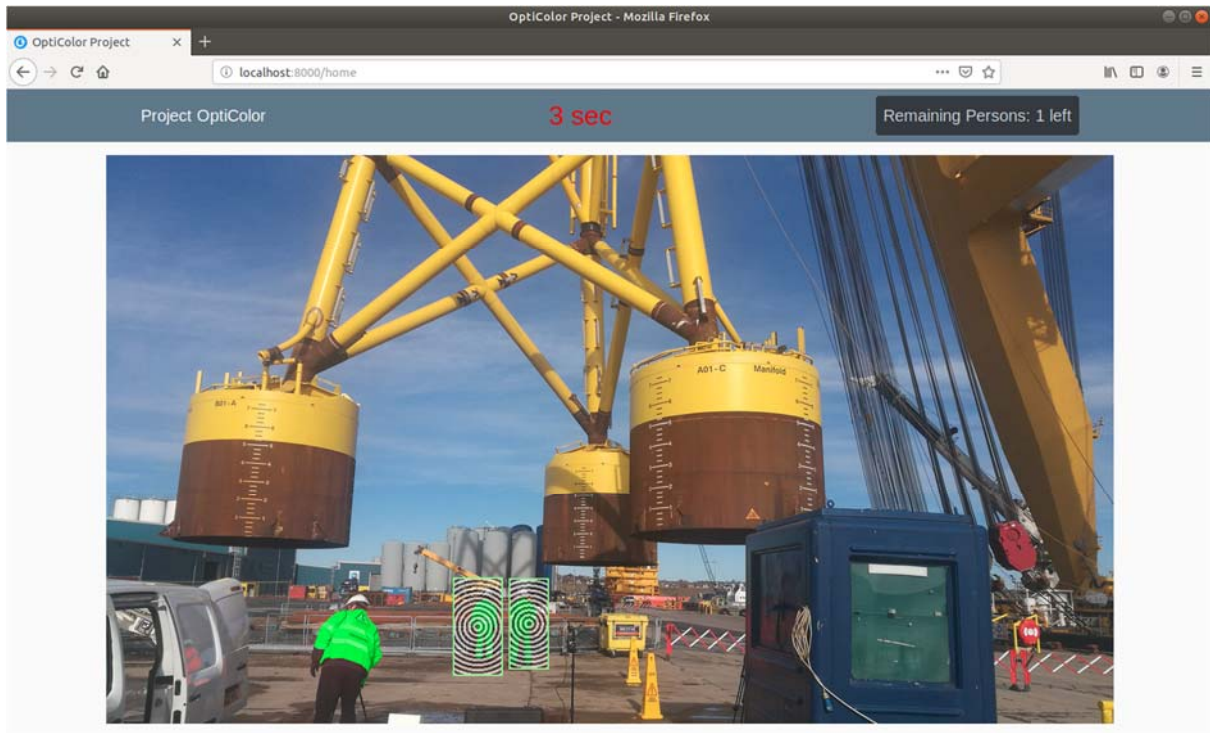 OptiColor Project - Mozilla Firefox
OptiColor Project
localhost:8000/home
Project OptiColor
3 sec
Remaining Persons: 1 left
A01-C
Manifold
B01-A